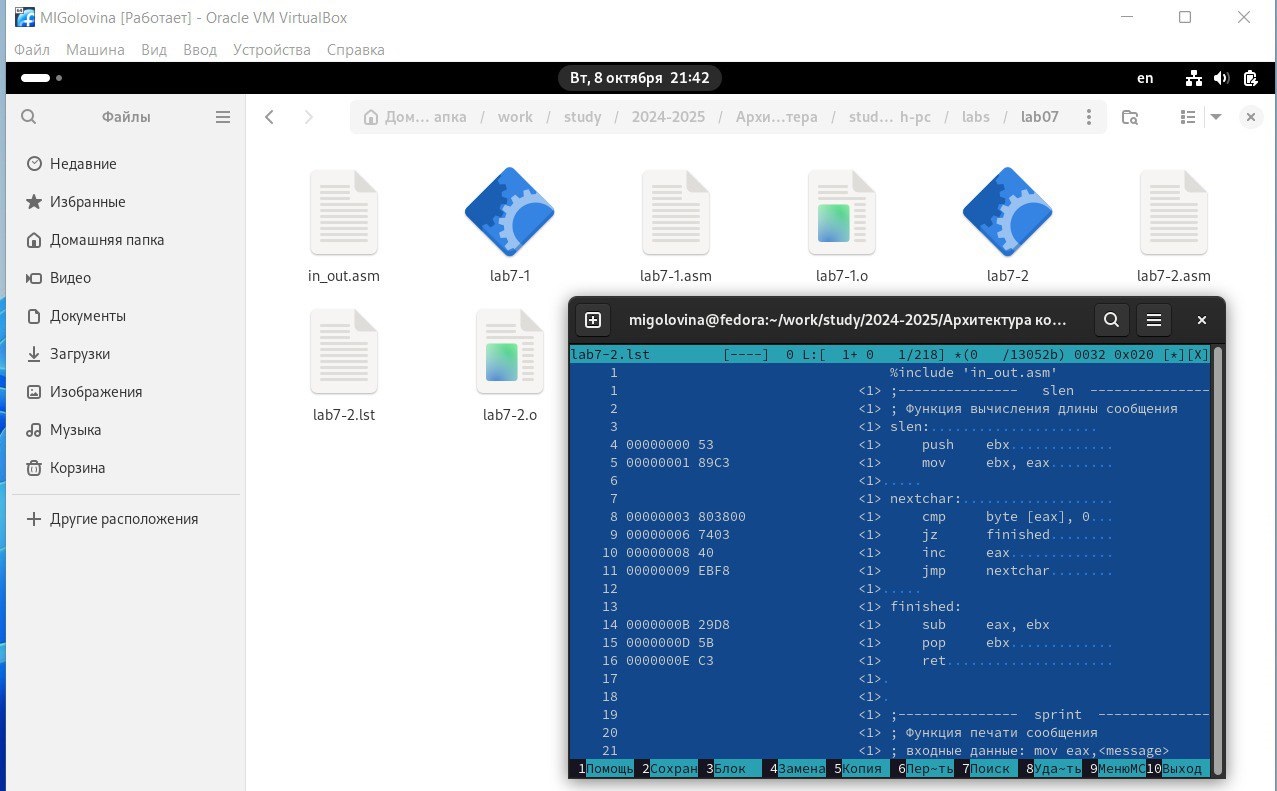 MIGolovina [Работает] - Oracle VM VirtualBox
Файл Машина Вид Ввод Устройства Справка
Вт, 8 октября 21:42
en
Файлы
Дом... апка / work / study / 2024-2025 / Архи...тера / stud... h-pc / labs / lab07
Недавние
Избранные
Домашняя папка
Видео
Документы
Загрузки
Изображения
Музыка
Корзина
Другие расположения
in_out.asm
lab7-1
lab7-1.asm
lab7-1.o
lab7-2
lab7-2.asm
lab7-2.lst
lab7-2.o
migolovina@fedora:~/work/study/2024-2025/Архитектура ко...
lab7-2.lst [----] 0 L:[ 1+ 0 1/218] *(0 /13052b) 0032 0x020 [*][X]
1 %include 'in_out.asm'
1 <1> ;--------------- slen ---------------
2 <1> ; Функция вычисления длины сообщения
3 <1> slen:.....................
4 00000000 53 <1> push ebx.............
5 00000001 89C3 <1> mov ebx, eax........
6 <1>.....
7 <1> nextchar:...................
8 00000003 803800 <1> cmp byte [eax], 0...
9 00000006 7403 <1> jz finished........
10 00000008 40 <1> inc eax.............
11 00000009 EBF8 <1> jmp nextchar........
12 <1>.....
13 <1> finished:
14 0000000B 29D8 <1> sub eax, ebx
15 0000000D 5B <1> pop ebx.............
16 0000000E C3 <1> ret.....................
17 <1>.
18 <1>.
19 <1> ;--------------- sprint --------------
20 <1> ; Функция печати сообщения
21 <1> ; входные данные: mov eax,<message>
1Помощь 2Сохран 3Блок 4Замена 5Копия 6Пер~ть 7Поиск 8Уда~ть 9МенюMC 10Выход